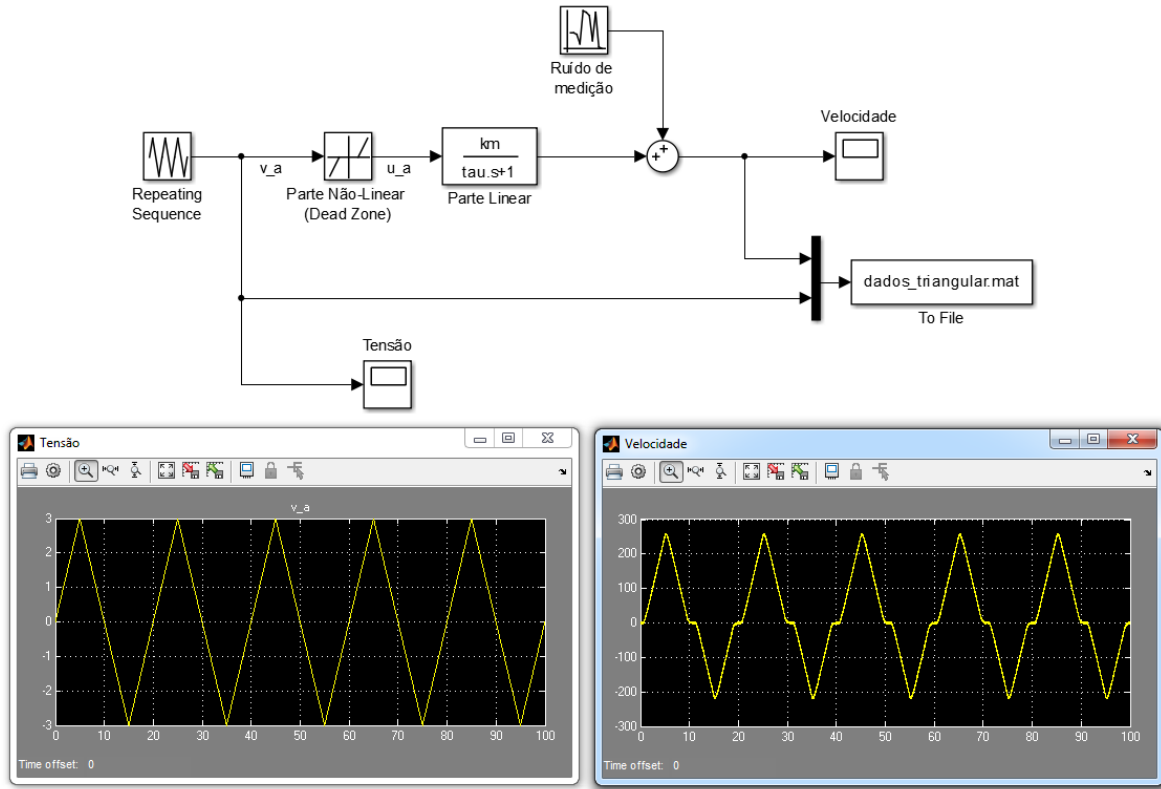 Ruído de
medição
Velocidade
km
tau.s+1
v_a
u_a
Repeating
Sequence
Parte Não-Linear
(Dead Zone)
Parte Linear
dados_triangular.mat
To File
Tensão
Tensão
v_a
3
2
1
0
-1
-2
-3
0 10 20 30 40 50 60 70 80 90 100
Time offset: 0
Velocidade
300
200
100
0
-100
-200
-300
0 10 20 30 40 50 60 70 80 90 100
Time offset: 0